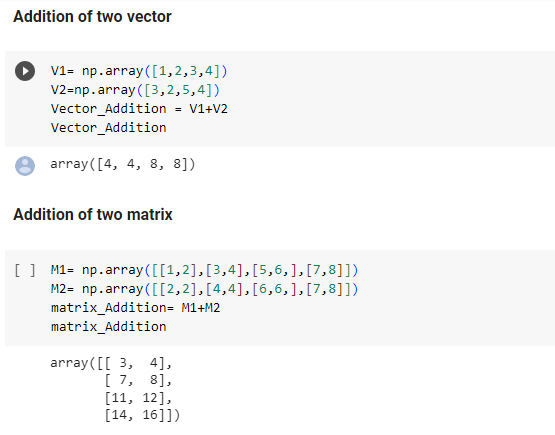 Addition of two vector
V1= np.array([1,2,3,4])
V2=np.array([3,2,5,4])
Vector_Addition = V1+V2
Vector_Addition
array([4, 4, 8, 8])
Addition of two matrix
[ ] M1= np.array([[1,2],[3,4],[5,6,],[7,8]])
M2= np.array([[2,2],[4,4],[6,6,],[7,8]])
matrix_Addition= M1+M2
matrix_Addition
array([[ 3,  4],
       [ 7,  8],
       [11, 12],
       [14, 16]])